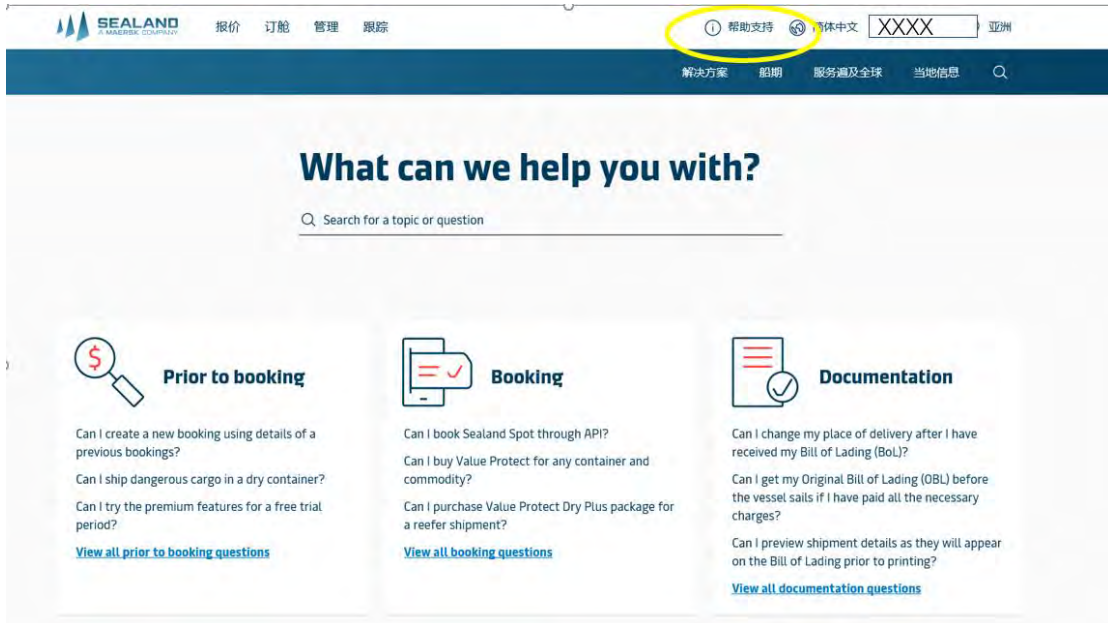 SEALAND
A MAERSK COMPANY
报价 订舱 管理 跟踪
帮助支持 简体中文 XXXX 亚洲
解决方案 船期 服务遍及全球 当地信息
What can we help you with?
Search for a topic or question
Prior to booking
Can I create a new booking using details of a
previous bookings?
Can I ship dangerous cargo in a dry container?
Can I try the premium features for a free trial
period?
View all prior to booking questions
Booking
Can I book Sealand Spot through API?
Can I buy Value Protect for any container and
commodity?
Can I purchase Value Protect Dry Plus package for
a reefer shipment?
View all booking questions
Documentation
Can I change my place of delivery after I have
received my Bill of Lading (BoL)?
Can I get my Original Bill of Lading (OBL) before
the vessel sails if I have paid all the necessary
charges?
Can I preview shipment details as they will appear
on the Bill of Lading prior to printing?
View all documentation questions